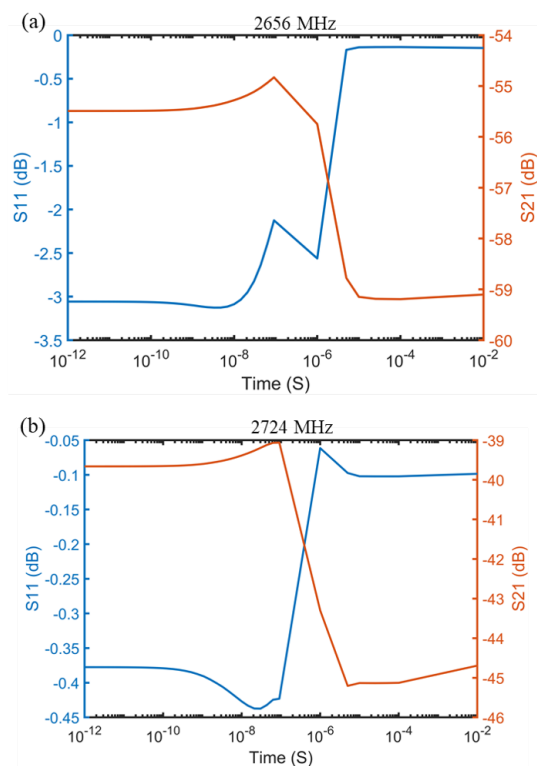 (a) 2656 MHz
0 -54
-0.5 -55
-1 -56
-1.5 -57
-2 -58
-2.5 -59
-3 -60
-3.5
S11 (dB)
S21 (dB)
10-12 10-10 10-8 10-6 10-4 10-2
Time (S)
(b) 2724 MHz
-0.05 -39
-0.1 -40
-0.15 -41
-0.2 -42
-0.25 -43
-0.3 -44
-0.35 -45
-0.4 -46
-0.45
S11 (dB)
S21 (dB)
10-12 10-10 10-8 10-6 10-4 10-2
Time (S)